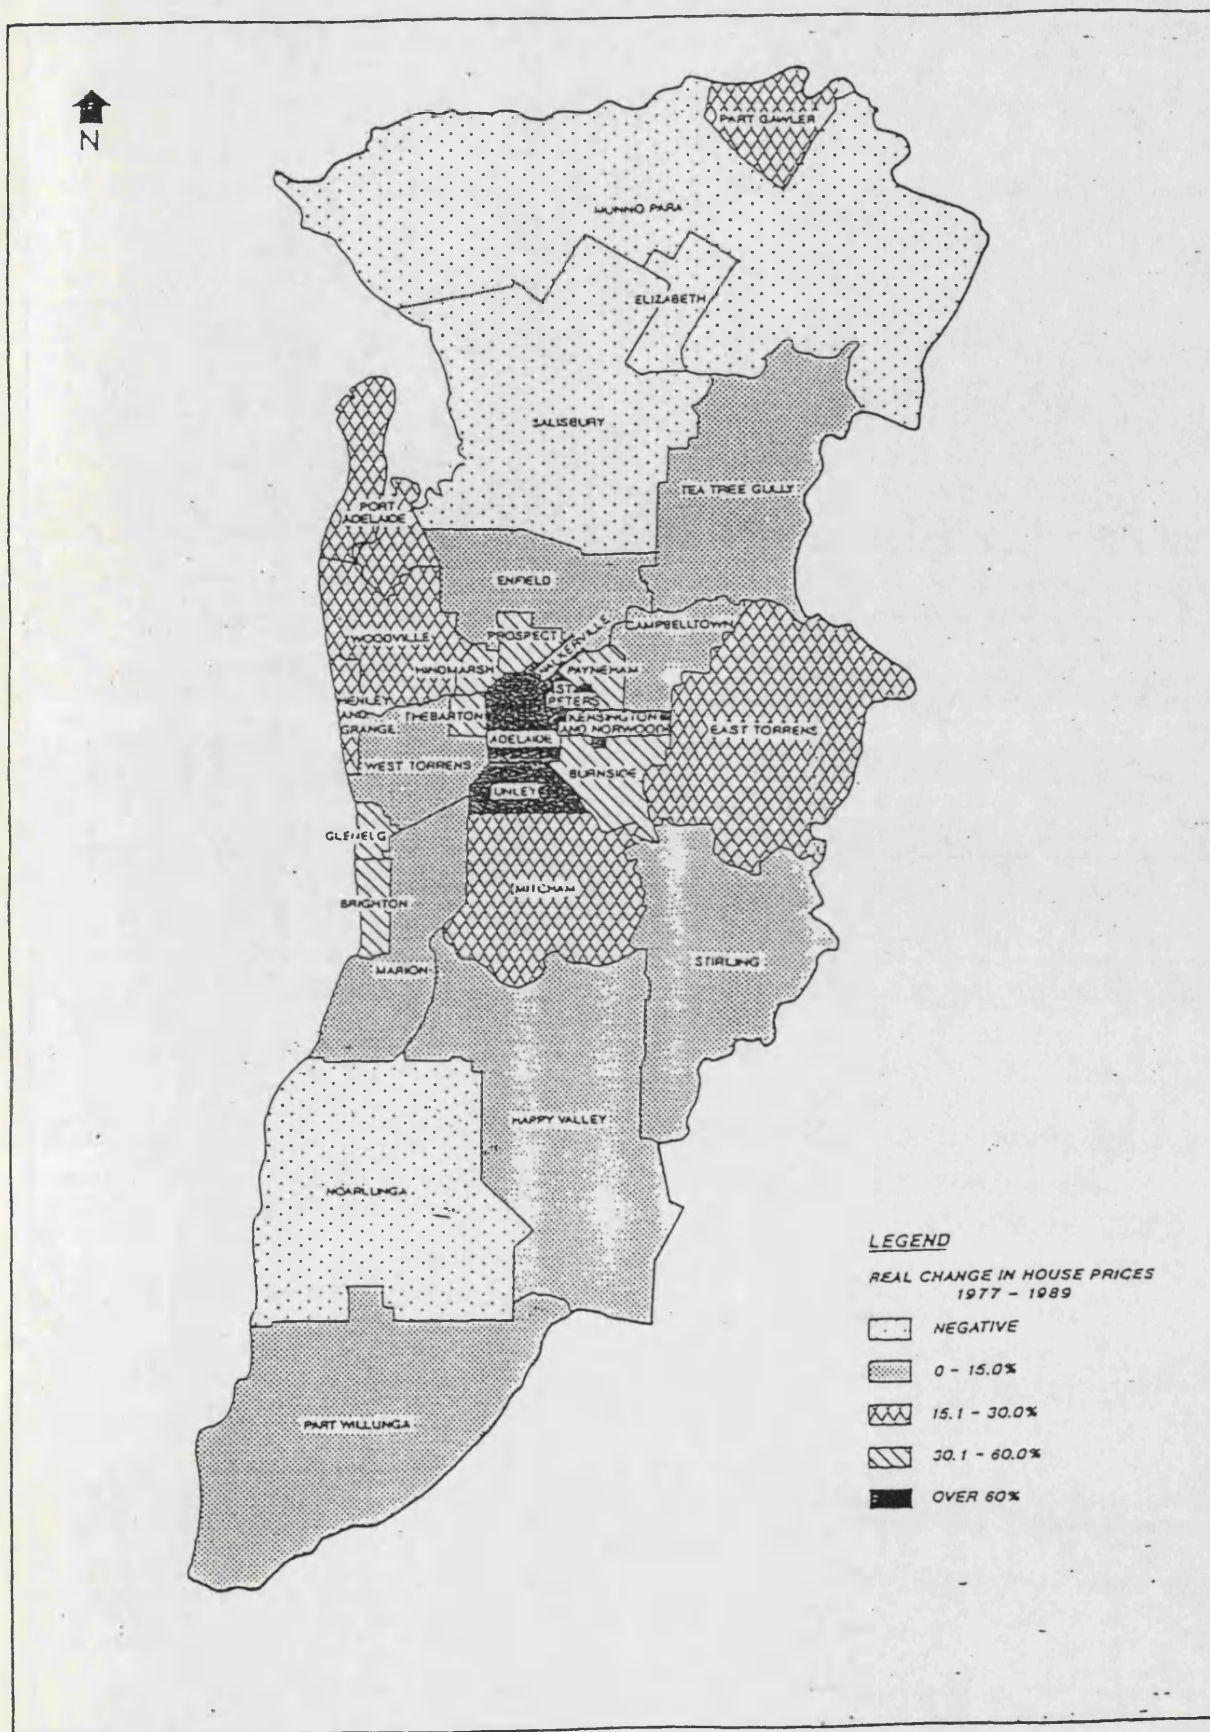 N
PART GAWLER
MUNNO PARA
ELIZABETH
SALISBURY
TEA TREE GULLY
PORT
ADELAIDE
ENFIELD
WOODVILLE
PROSPECT
WALKERVILLE
CAMPBELLTOWN
HINDMARSH
PAYNEHAM
HENLEY
AND
GRANGE
THEBARTON
ST
PETERS
KENSINGTON
AND NORWOOD
EAST TORRENS
ADELAIDE
WEST TORRENS
BURNSIDE
UNLEY
GLENELG
MITCHAM
BRIGHTON
MARION
STIRLING
HAPPY VALLEY
NOARLUNGA
PART WILLUNGA
LEGEND
REAL CHANGE IN HOUSE PRICES
1977 - 1989
NEGATIVE
0 - 15.0%
15.1 - 30.0%
30.1 - 60.0%
OVER 60%